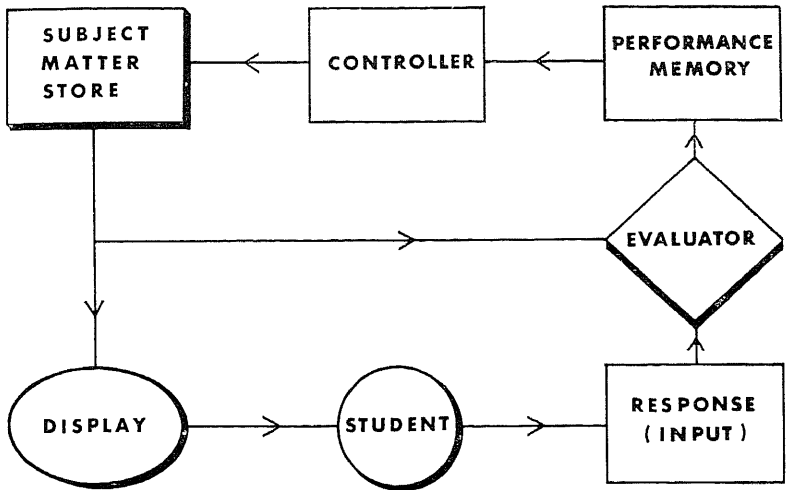 SUBJECT
MATTER
STORE
CONTROLLER
PERFORMANCE
MEMORY
EVALUATOR
DISPLAY
STUDENT
RESPONSE
(INPUT)